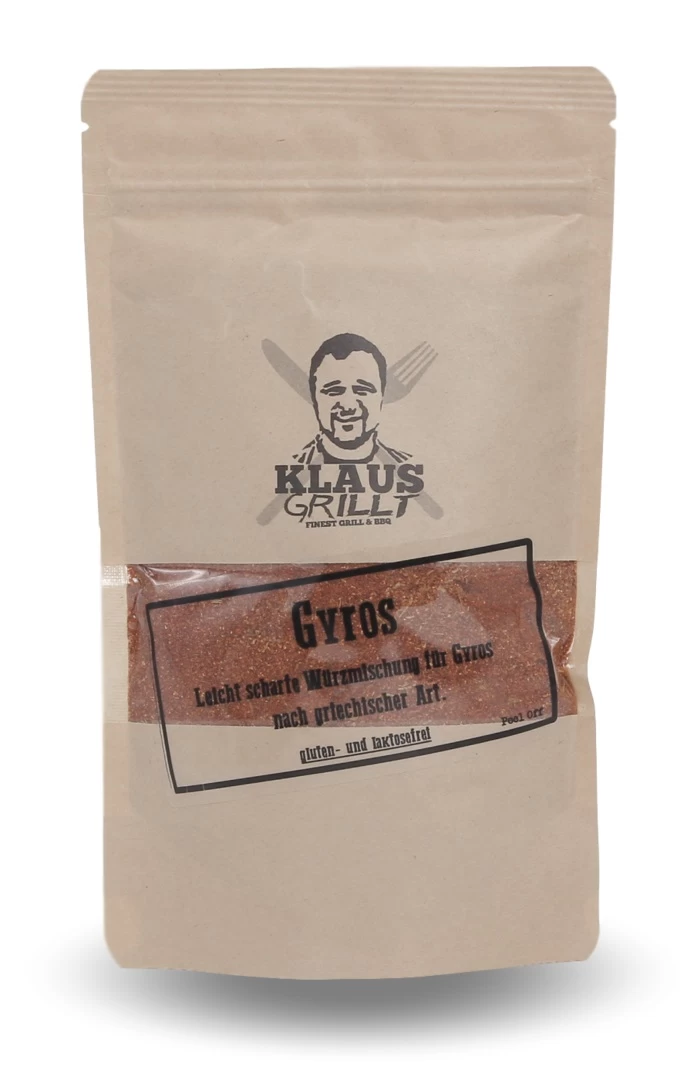 KLAUS
GRILLT
FINEST GRILL & BBQ
Gyros
Leicht scharfe Würzmischung für Gyros
nach griechischer Art.
Peel Off
gluten- und laktosefrei